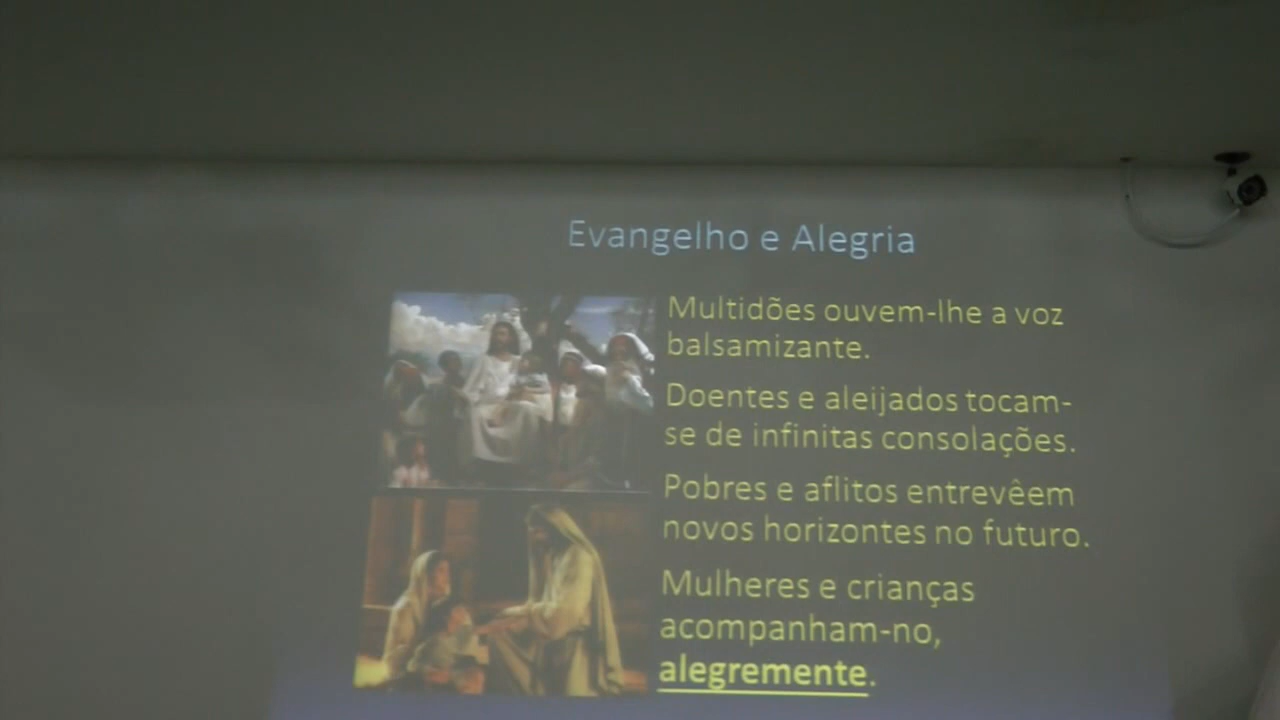 Evangelho e Alegria
Multidões ouvem-lhe a voz
balsamizante.
Doentes e aleijados tocam-
se de infinitas consolações.
Pobres e aflitos entrevêem
novos horizontes no futuro.
Mulheres e crianças
acompanham-no,
alegremente.